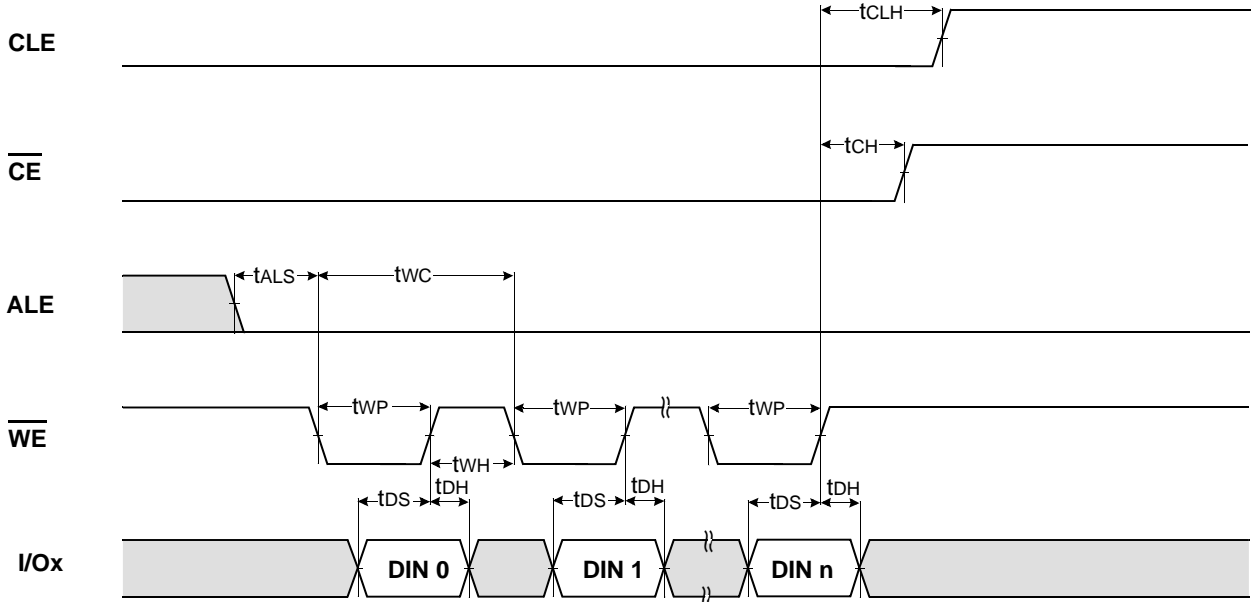 CLE
tCLH
CE
tCH
ALE
tALS
tWC
WE
tWP
tWP
tWP
tWH
tDS
tDH
tDS
tDH
tDS
tDH
I/Ox
DIN 0
DIN 1
DIN n